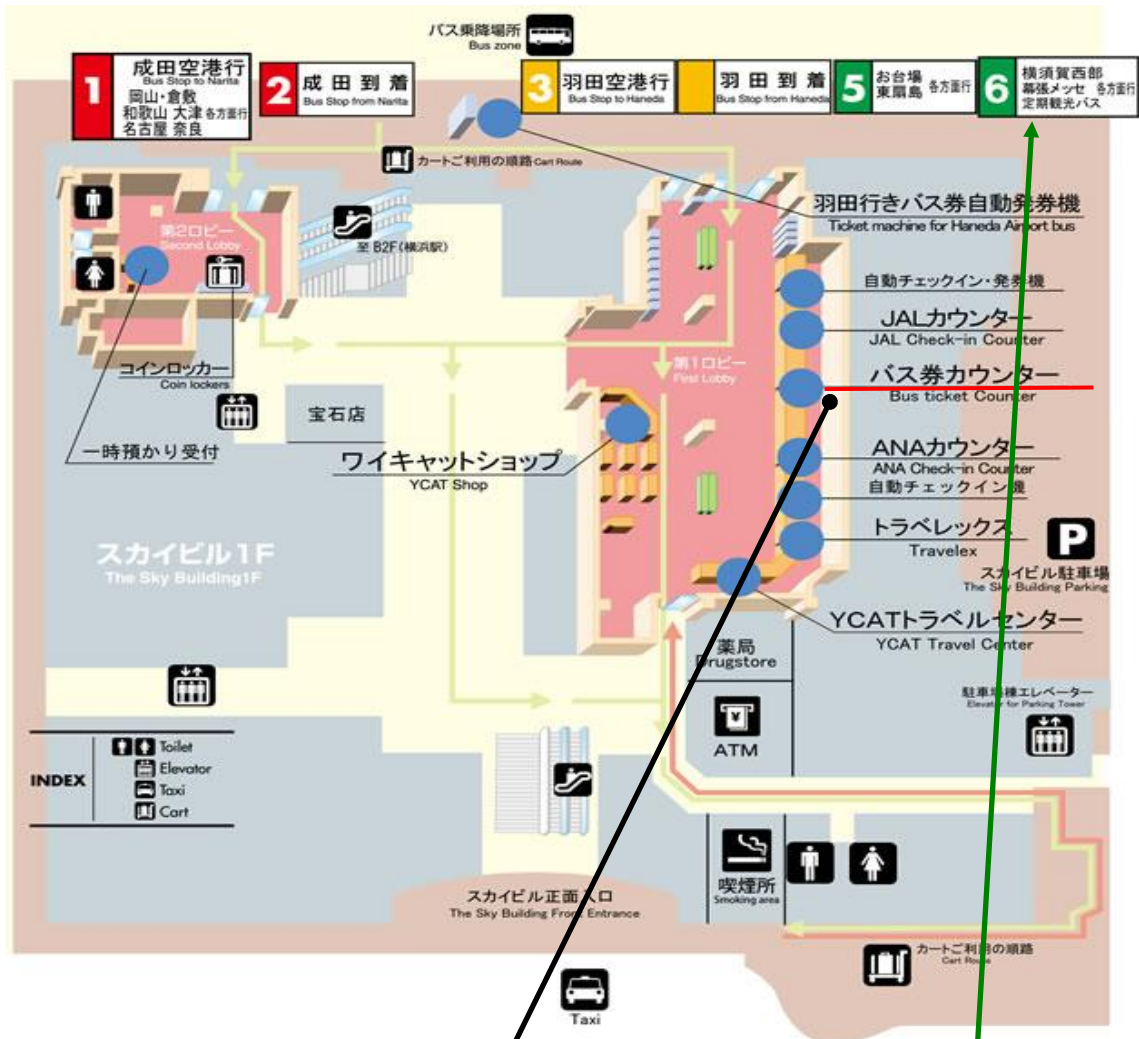 バス乗降場所
Bus zone
1
成田空港行
Bus Stop to Narita
岡山・倉敷
和歌山 大津 各方面行
名古屋 奈良
2
成田到着
Bus Stop from Narita
3
羽田空港行
Bus Stop to Haneda
羽田到着
Bus Stop from Haneda
5
お台場
東扇島 各方面行
6
横須賀西部
幕張メッセ 各方面行
定期観光バス
カートご利用の順路 Cart Route
羽田行きバス券自動発券機
Ticket machine for Haneda Airport bus
第2ロビー
Second Lobby
至 B2F(横浜駅)
自動チェックイン・発券機
JALカウンター
JAL Check-in Counter
第1ロビー
First Lobby
バス券カウンター
Bus ticket Counter
コインロッカー
Coin lockers
宝石店
一時預かり受付
ワイキャットショップ
YCAT Shop
ANAカウンター
ANA Check-in Counter
自動チェックイン機
トラベレックス
Travelex
スカイビル1F
The Sky Building1F
P
スカイビル駐車場
The Sky Building Parking
YCATトラベルセンター
YCAT Travel Center
薬局
Drugstore
駐車場棟エレベーター
Elevator for Parking Tower
¥
ATM
INDEX
Toilet
Elevator
Taxi
Cart
喫煙所
Smoking area
スカイビル正面入口
The Sky Building Front Entrance
カートご利用の順路
Cart Route
Taxi